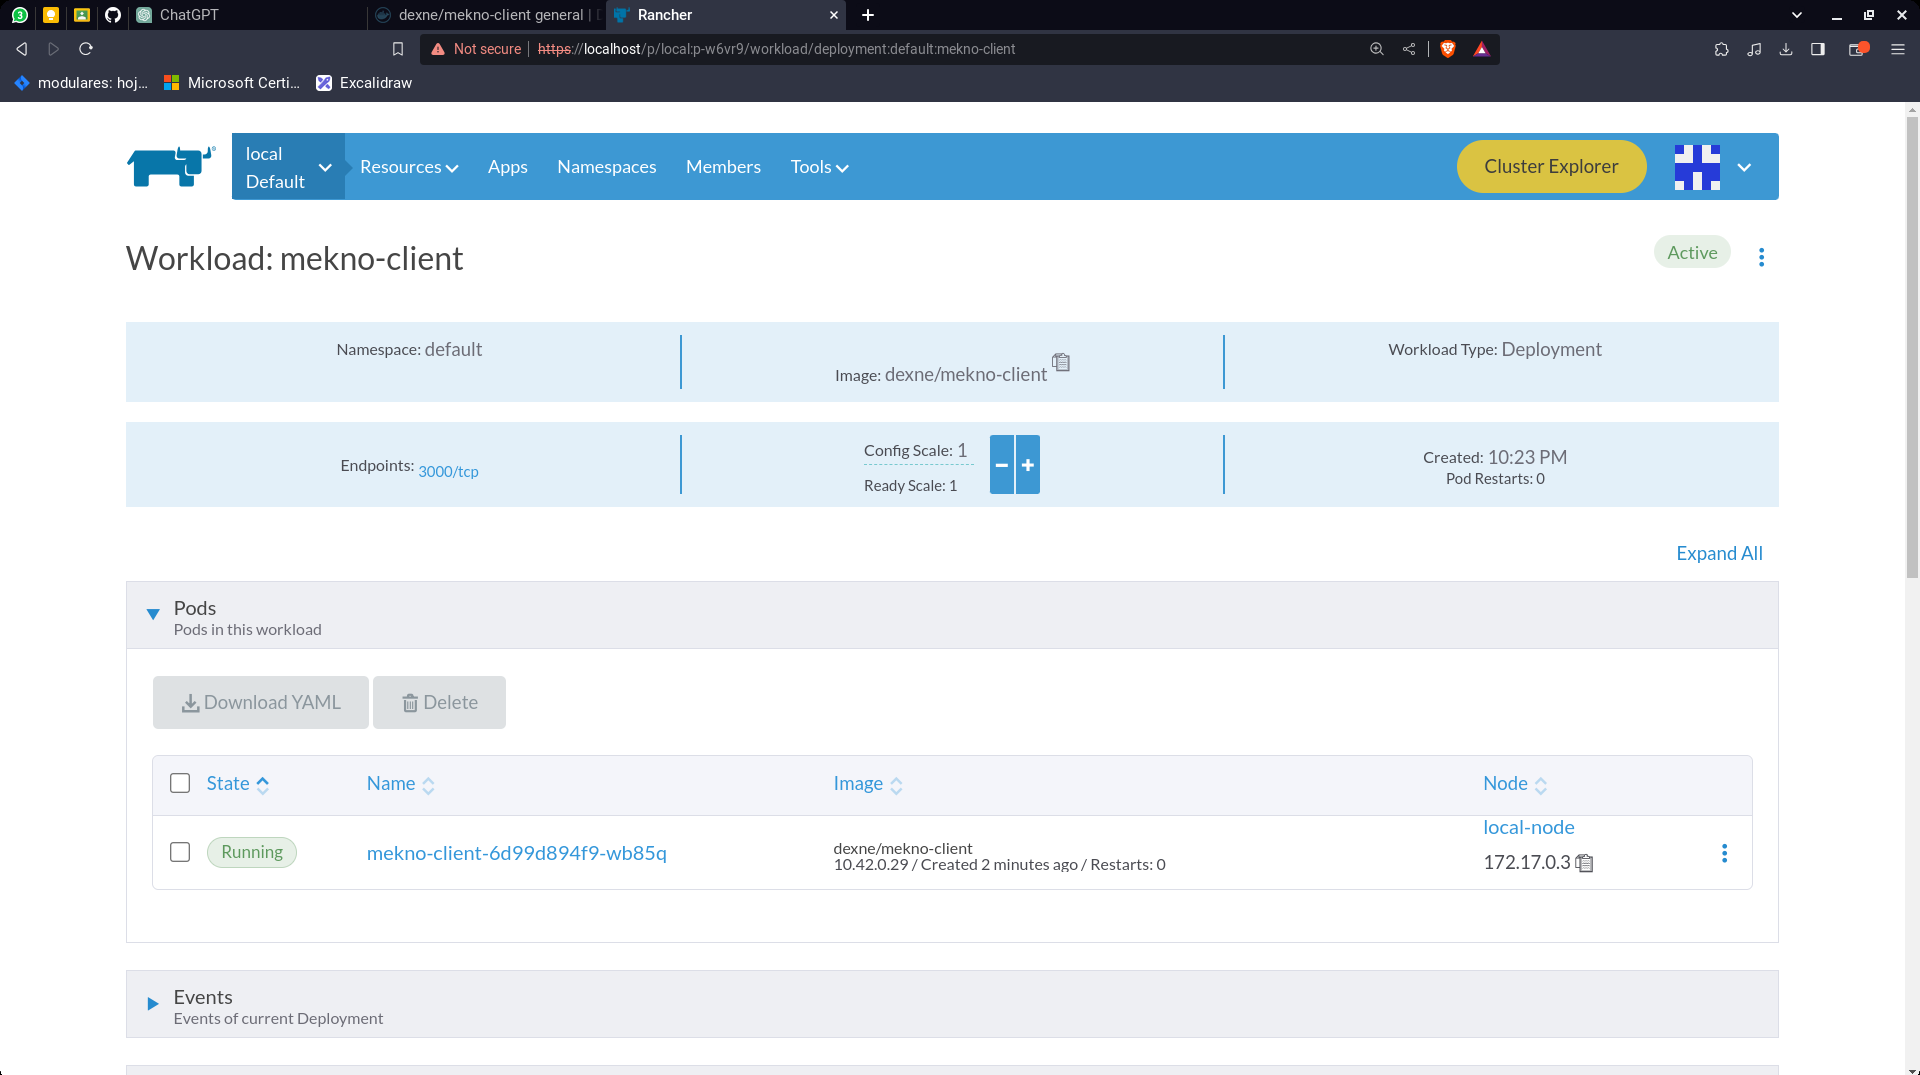 3
ChatGPT
dexne/mekno-client general |
Rancher
Not secure
https://localhost/p/local:p-w6vr9/workload/deployment:default:mekno-client
modulares: hoj...
Microsoft Certi...
Excalidraw
local
Default
Resources
Apps
Namespaces
Members
Tools
Cluster Explorer
Workload: mekno-client
Active
Namespace: default
Image: dexne/mekno-client
Workload Type: Deployment
Endpoints: 3000/tcp
Config Scale: 1
Ready Scale: 1
Created: 10:23 PM
Pod Restarts: 0
Expand All
Pods
Pods in this workload
Download YAML
Delete
State
Name
Image
Node
Running
mekno-client-6d99d894f9-wb85q
dexne/mekno-client
10.42.0.29 / Created 2 minutes ago / Restarts: 0
local-node
172.17.0.3
Events
Events of current Deployment